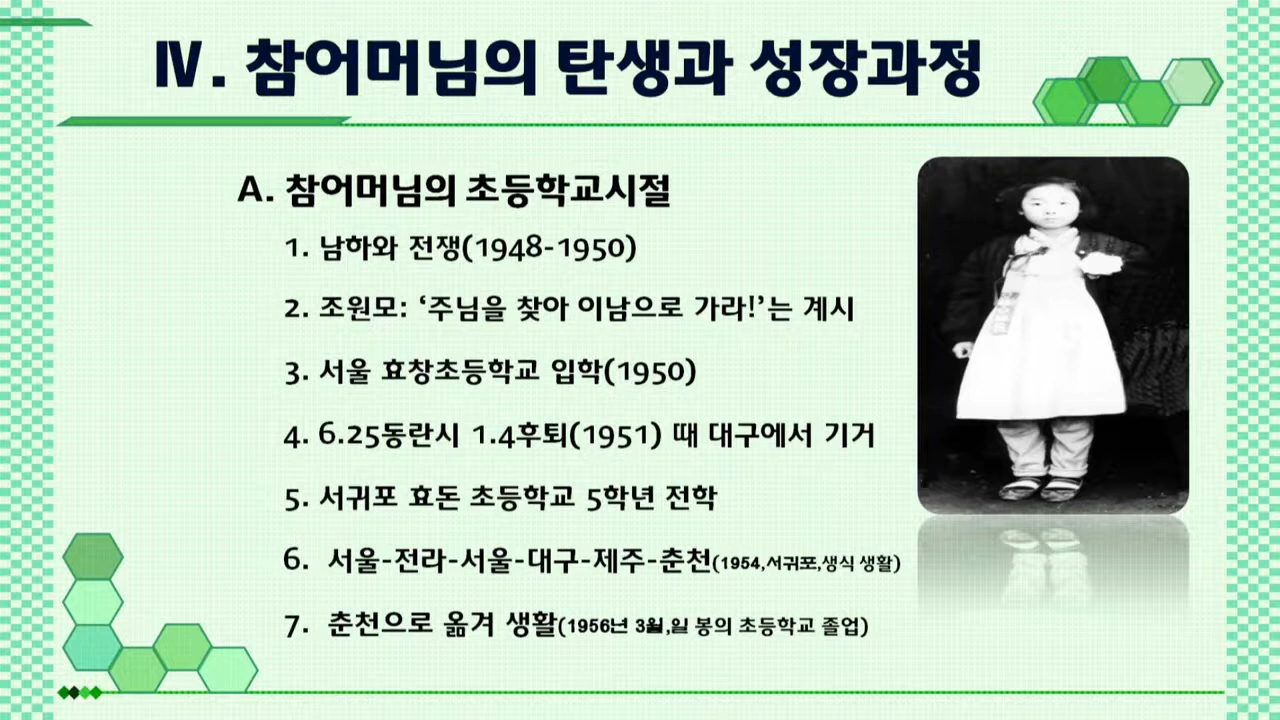 Ⅳ. 참어머님의 탄생과 성장과정
A. 참어머님의 초등학교시절
1. 남하와 전쟁(1948-1950)
2. 조원모: ‘주님을 찾아 이남으로 가라!’는 계시
3. 서울 효창초등학교 입학(1950)
4. 6.25동란시 1.4후퇴(1951) 때 대구에서 기거
5. 서귀포 효돈 초등학교 5학년 전학
6. 서울-전라-서울-대구-제주-춘천(1954,서귀포,생식 생활)
7. 춘천으로 옮겨 생활(1956년 3월,일 봉의 초등학교 졸업)